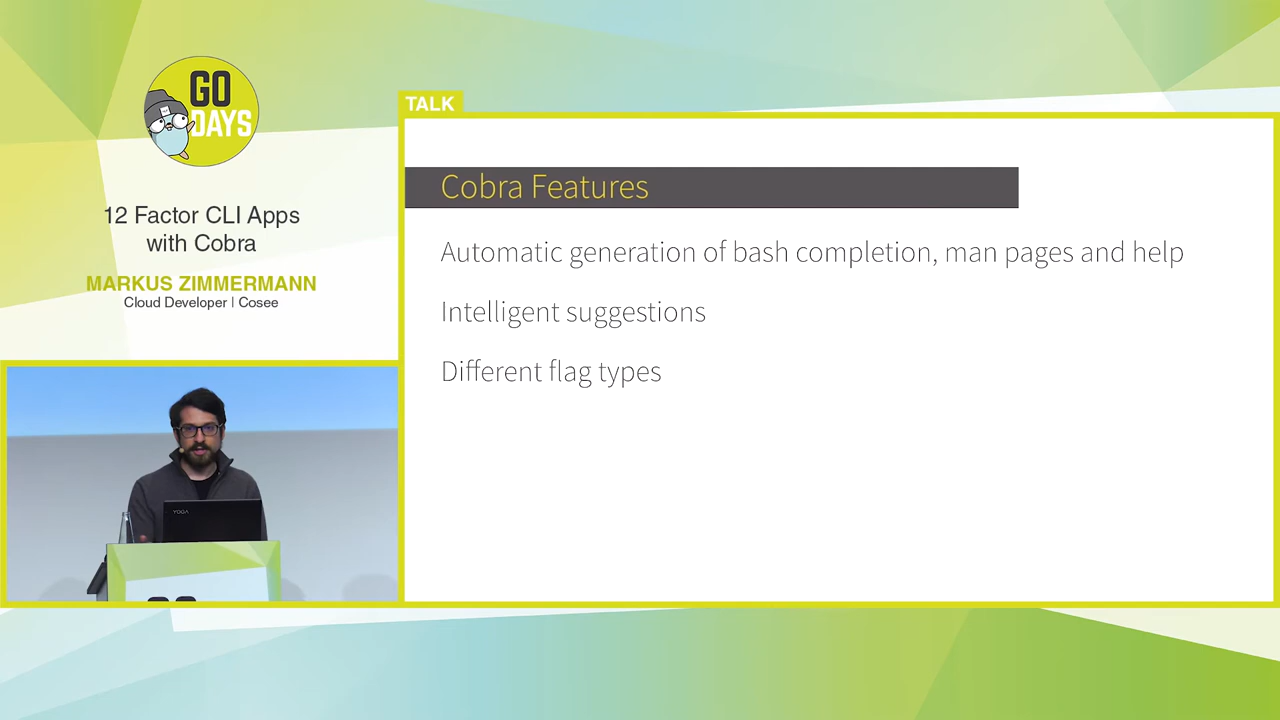 GO
DAYS
12 Factor CLI Apps
with Cobra
MARKUS ZIMMERMANN
Cloud Developer | Cosee
TALK
Cobra Features
Automatic generation of bash completion, man pages and help
Intelligent suggestions
Different flag types
YOGA